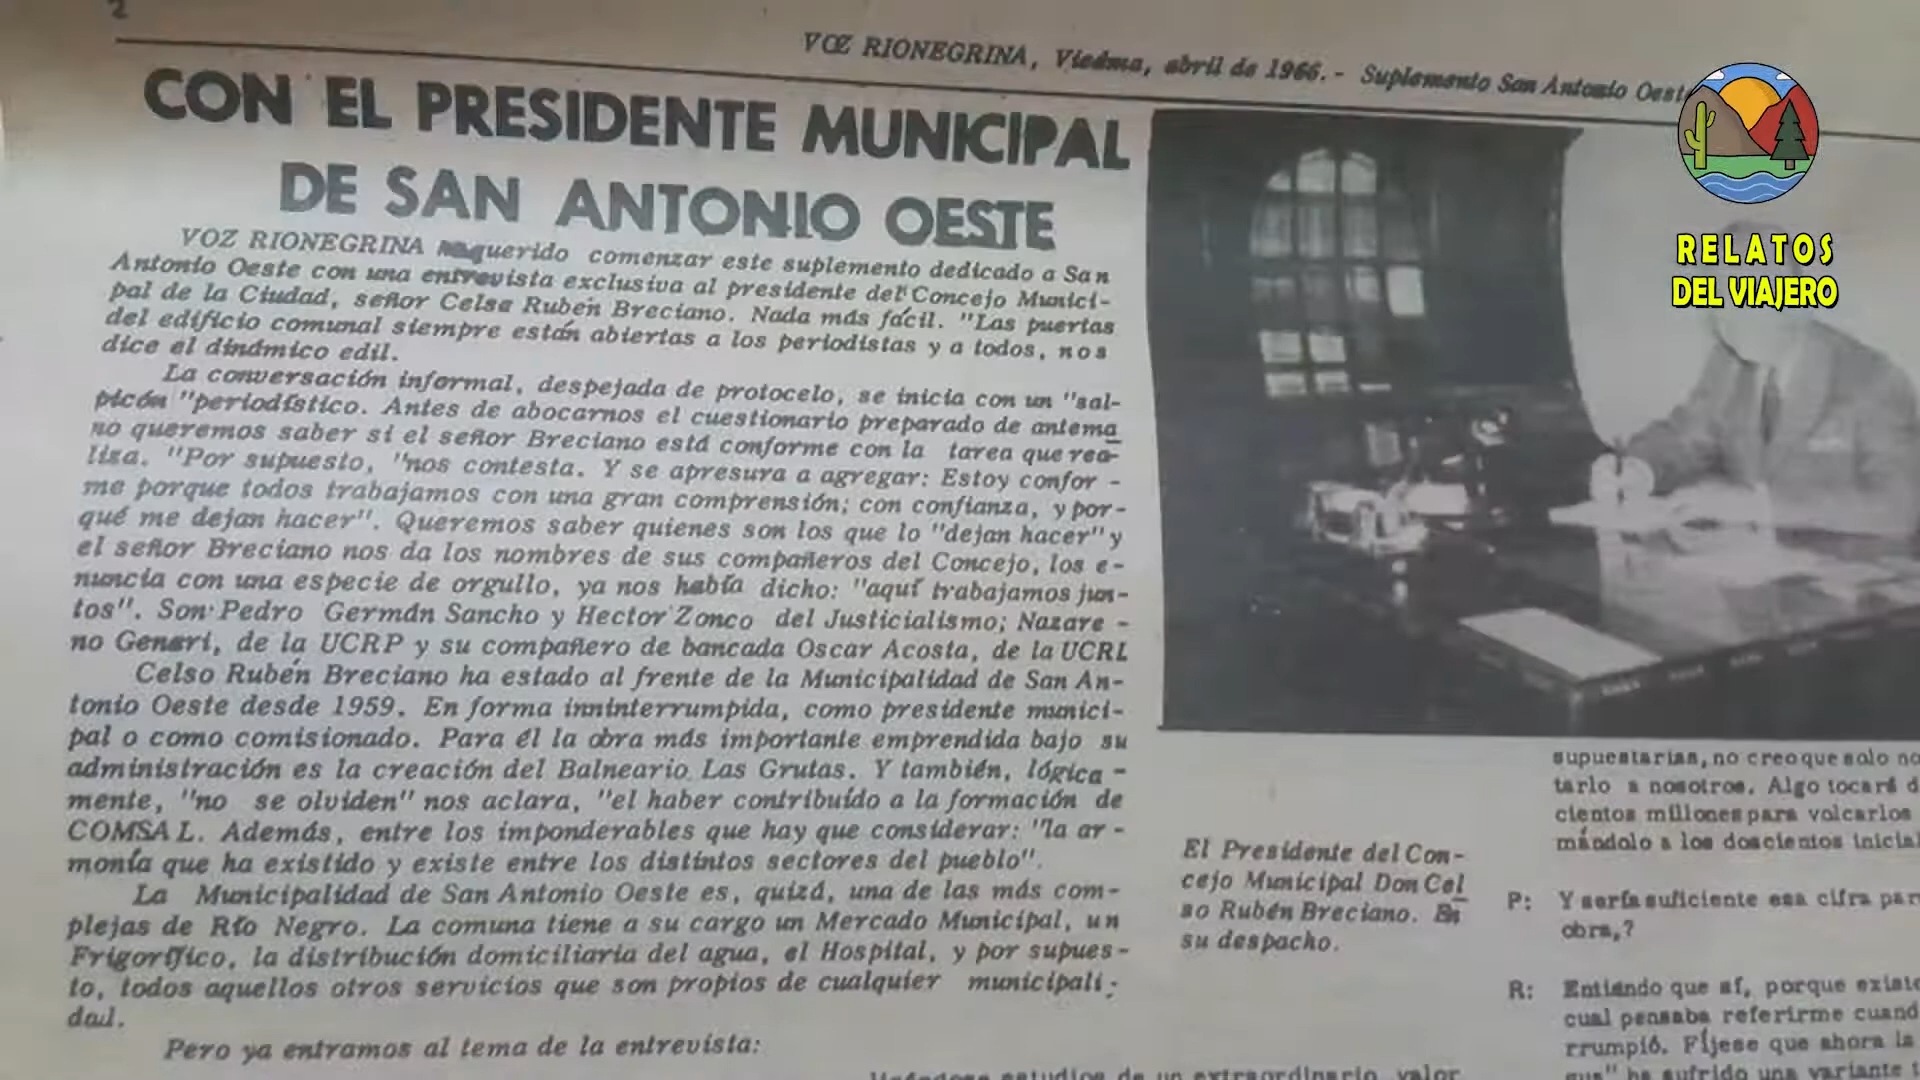 2
VOZ RIONEGRINA, Viedma, abril de 1966.- Suplemento San Antonio Oeste
CON EL PRESIDENTE MUNICIPAL
DE SAN ANTONIO OESTE
VOZ RIONEGRINA ha querido comenzar este suplemento dedicado a San
Antonio Oeste con una entrevista exclusiva al presidente del Concejo Munici-
pal de la Ciudad, señor Celso Rubén Breciano. Nada más fácil. "Las puertas
del edificio comunal siempre están abiertas a los periodistas y a todos, nos
dice el dinámico edil.
La conversación informal, despejada de protocelo, se inicia con un "sal-
picón "periodístico. Antes de abocarnos el cuestionario preparado de antema
no queremos saber si el señor Breciano está conforme con la tarea que rea-
liza. "Por supuesto, "nos contesta. Y se apresura a agregar: Estoy confor -
me porque todos trabajamos con una gran comprensión; con confianza, y por-
qué me dejan hacer". Queremos saber quienes son los que lo "dejan hacer" y
el señor Breciano nos da los nombres de sus compañeros del Concejo, los e-
nuncia con una especie de orgullo, ya nos había dicho: "aquí trabajamos jun-
tos". Son Pedro Germán Sancho y Hector Zonco del Justicialismo; Nazare -
no Genari, de la UCRP y su compañero de bancada Oscar Acosta, de la UCRI
Celso Rubén Breciano ha estado al frente de la Municipalidad de San An-
tonio Oeste desde 1959. En forma inninterrumpida, como presidente munici-
pal o como comisionado. Para él la obra más importante emprendida bajo su
administración es la creación del Balneario Las Grutas. Y también, lógica -
mente, "no se olviden" nos aclara, "el haber contribuído a la formación de
COMSAL. Además, entre los imponderables que hay que considerar: "la ar -
monía que ha existido y existe entre los distintos sectores del pueblo".
La Municipalidad de San Antonio Oeste es, quizá, una de las más com-
plejas de Río Negro. La comuna tiene a su cargo un Mercado Municipal, un
Frigorífico, la distribución domiciliaria del agua, el Hospital, y por supues-
to, todos aquellos otros servicios que son propios de cualquier municipali-
dad.
Pero ya entramos al tema de la entrevista:
El Presidente del Con-
cejo Municipal Don Cel
so Rubén Breciano. En
su despacho.
supuestarias, no creo que solo no
tarlo a nosotros. Algo tocará d
cientos millones para volcarlos
mándolo a los doscientos inicial
P: Y sería suficiente esa cifra par
obra,?
R: Entiendo que sí, porque existe
cual pensaba referirme cuand
rrumpió. Fíjese que ahora la
que" ha sufrido una variante
estudios de un extraordinario valor
RELATOS
DEL VIAJERO